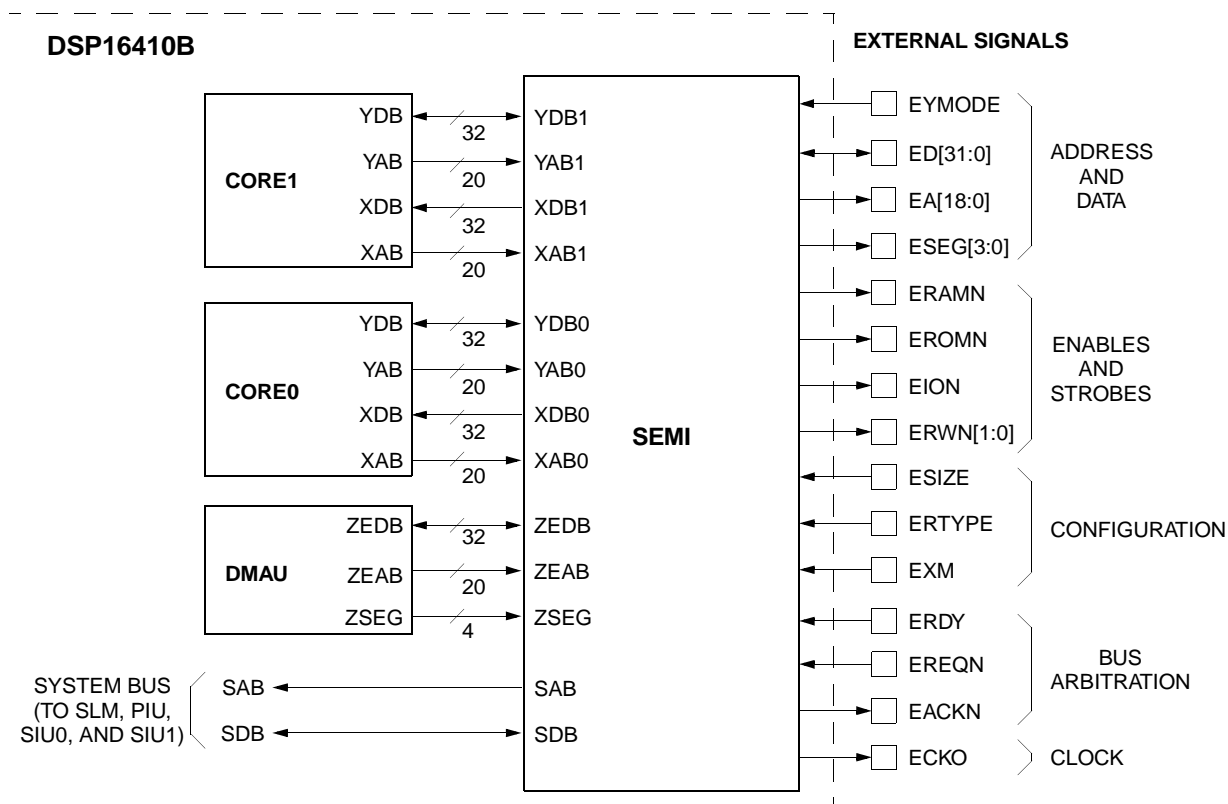 DSP16410B
EXTERNAL SIGNALS
CORE1
YDB 32 YDB1
YAB 20 YAB1
XDB 32 XDB1
XAB 20 XAB1
CORE0
YDB 32 YDB0
YAB 20 YAB0
XDB 32 XDB0
XAB 20 XAB0
DMAU
ZEDB 32 ZEDB
ZEAB 20 ZEAB
ZSEG 4 ZSEG
SYSTEM BUS
(TO SLM, PIU,
SIU0, AND SIU1)
SAB SAB
SDB SDB
SEMI
EYMODE
ED[31:0]
EA[18:0]
ESEG[3:0]
ADDRESS
AND
DATA
ERAMN
EROMN
EION
ERWN[1:0]
ENABLES
AND
STROBES
ESIZE
ERTYPE
EXM
CONFIGURATION
ERDY
EREQN
EACKN
BUS
ARBITRATION
ECKO
CLOCK